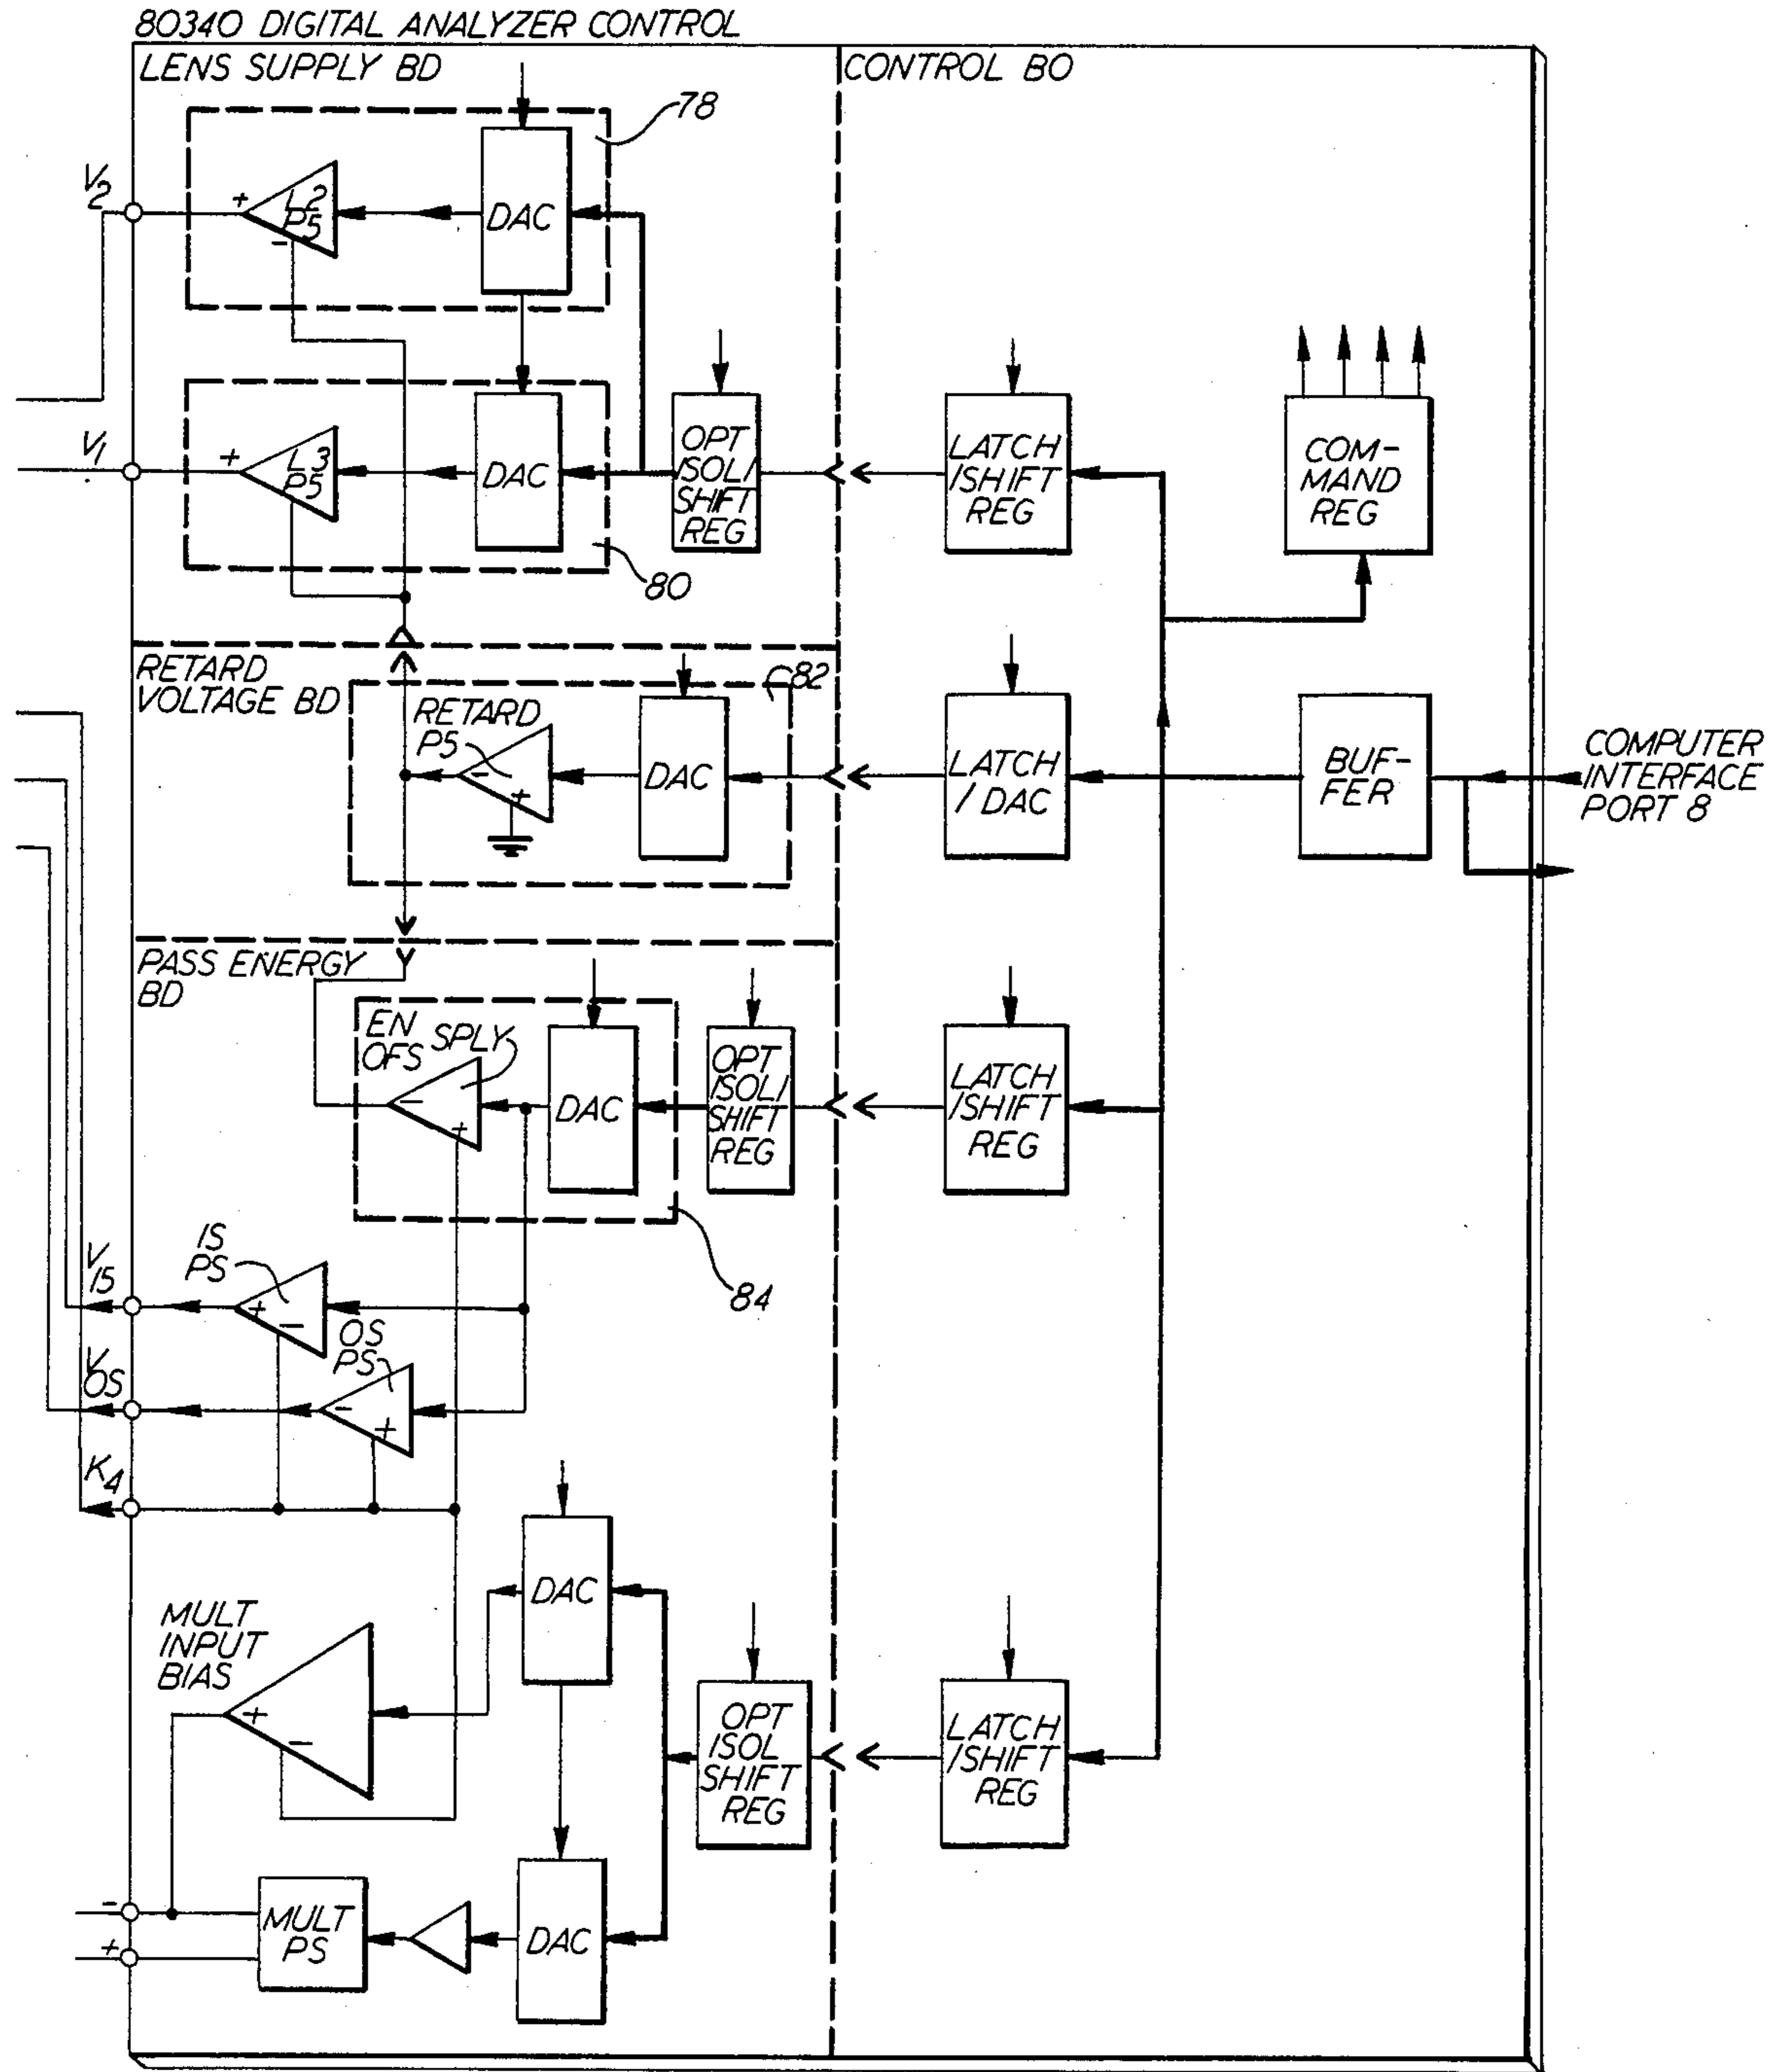 80340 DIGITAL ANALYZER CONTROL
LENS SUPPLY BD
CONTROL BO
78
V2
+
L2
P5
-
DAC
V1
+
L3
P5
DAC
OPT
ISOL/
SHIFT
REG
LATCH
/SHIFT
REG
COM-
MAND
REG
80
RETARD
VOLTAGE BD
82
RETARD
P5
-
+
DAC
LATCH
/ DAC
BUF-
FER
COMPUTER
INTERFACE
PORT 8
PASS ENERGY
BD
EN
OFS
SPLY
-
+
DAC
OPT
ISOL/
SHIFT
REG
LATCH
/SHIFT
REG
84
V15
IS
PS
+
-
VOS
OS
PS
-
+
K4
DAC
MULT
INPUT
BIAS
+
-
OPT
ISOL
SHIFT
REG
LATCH
/SHIFT
REG
-
+
MULT
PS
DAC